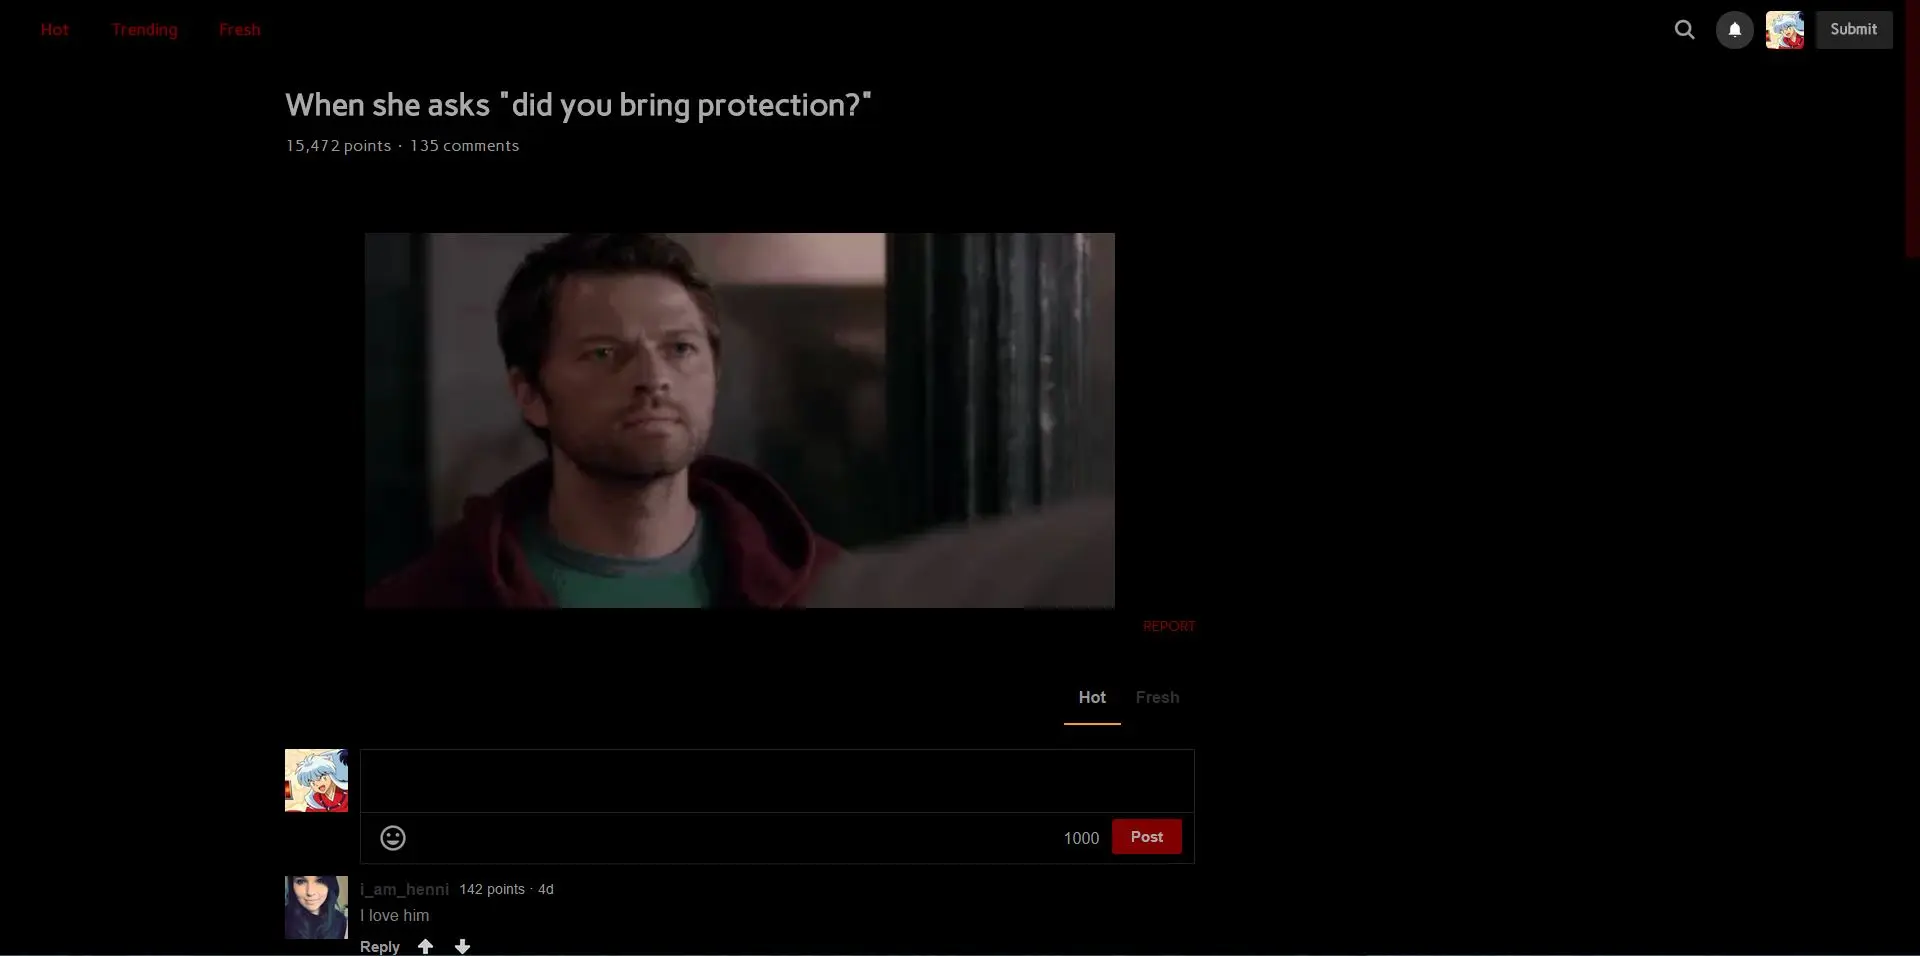 Hot Trending Fresh Submit
When she asks "did you bring protection?"
15,472 points · 135 comments
REPORT
Hot Fresh
1000 Post
i_am_henni 142 points · 4d
I love him
Reply